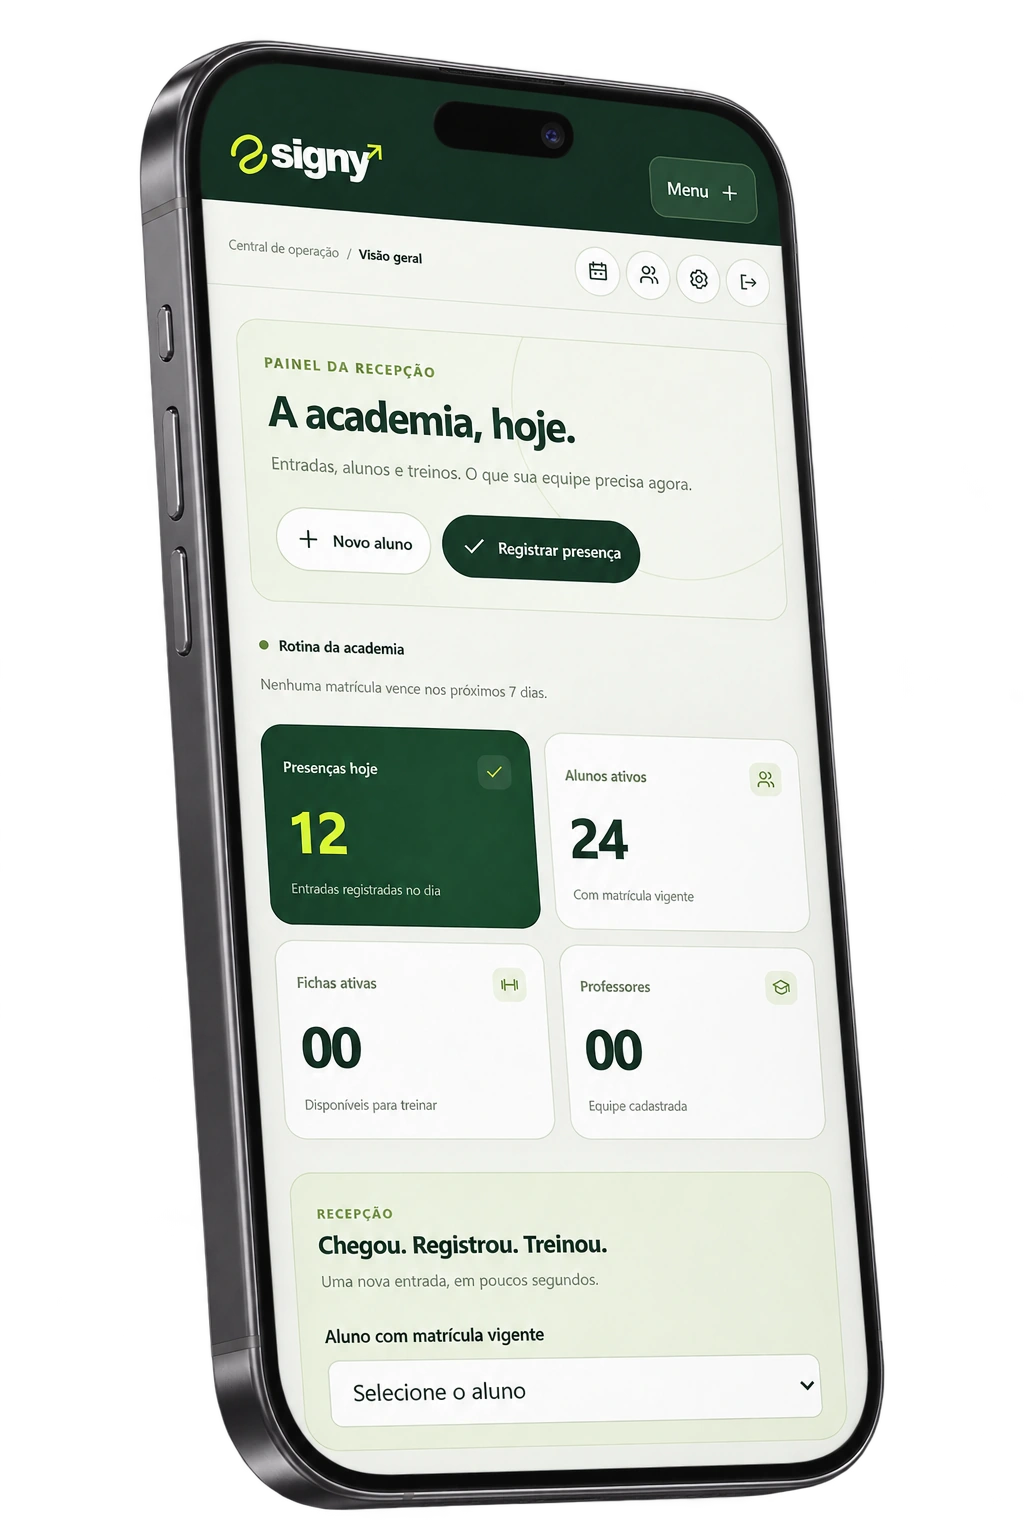 signy
Menu
Central de operação / Visão geral
PAINEL DA RECEPÇÃO
A academia, hoje.
Entradas, alunos e treinos. O que sua equipe precisa agora.
Novo aluno
Registrar presença
Rotina da academia
Nenhuma matrícula vence nos próximos 7 dias.
Presenças hoje
12
Entradas registradas no dia
Alunos ativos
24
Com matrícula vigente
Fichas ativas
00
Disponíveis para treinar
Professores
00
Equipe cadastrada
RECEPÇÃO
Chegou. Registrou. Treinou.
Uma nova entrada, em poucos segundos.
Aluno com matrícula vigente
Selecione o aluno